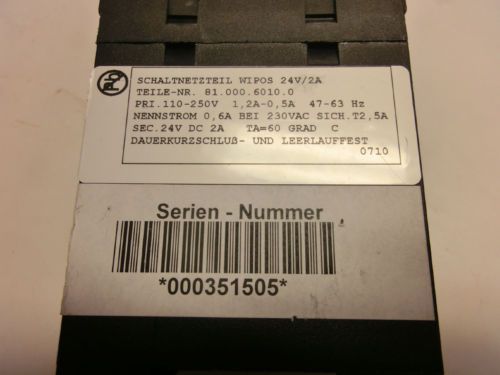 SCHALTNETZTEIL WIPOS 24V/2A
TEILE-NR. 81.000.6010.0
PRI.110-250V 1,2A-0,5A 47-63 Hz
NENNSTROM 0,6A BEI 230VAC SICH.T2,5A
SEC.24V DC 2A TA=60 GRAD C
DAUERKURZSCHLUß- UND LEERLAUFFEST
0710
Serien - Nummer
*000351505*